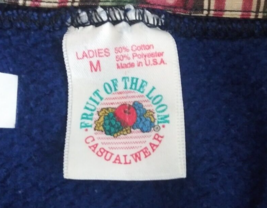 LADIES
M
50% Cotton
50% Polyester
Made in U.S.A.
FRUIT OF THE LOOM
CASUALWEAR